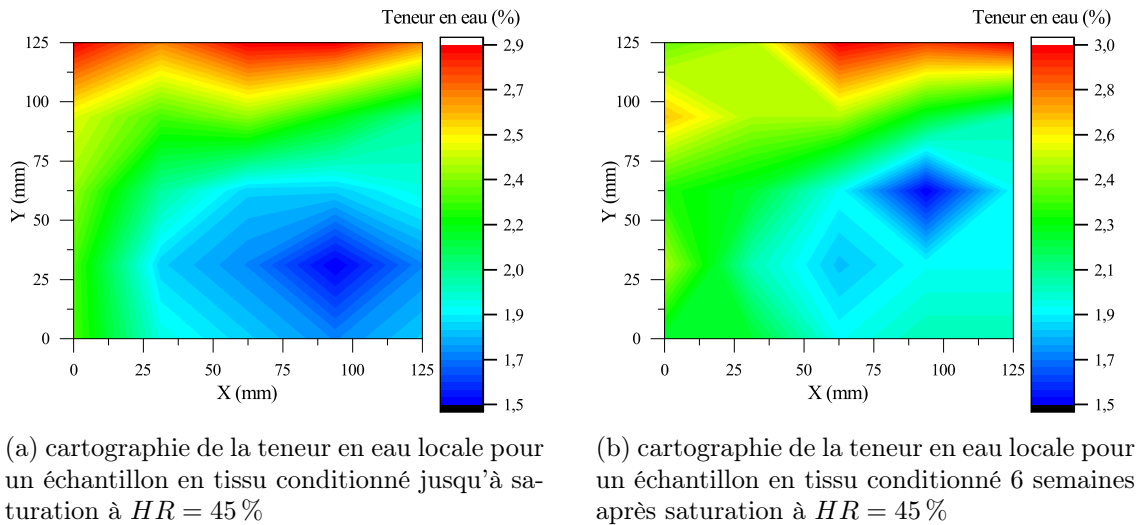 Teneur en eau (%)
125
100
75
50
25
0
Y (mm)
0 25 50 75 100 125
X (mm)
2,9
2,7
2,5
2,4
2,2
2,0
1,9
1,7
1,5
Teneur en eau (%)
125
100
75
50
25
0
Y (mm)
0 25 50 75 100 125
X (mm)
3,0
2,8
2,6
2,4
2,3
2,1
1,9
1,7
1,5
(a) cartographie de la teneur en eau locale pour
un échantillon en tissu conditionné jusqu'à sa-
turation à HR = 45 %
(b) cartographie de la teneur en eau locale pour
un échantillon en tissu conditionné 6 semaines
après saturation à HR = 45 %